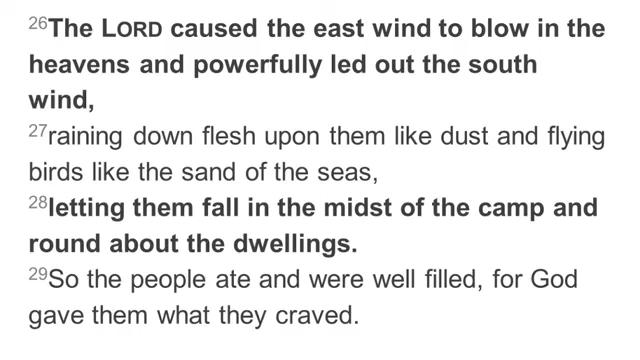 26The LORD caused the east wind to blow in the
heavens and powerfully led out the south
wind,
27raining down flesh upon them like dust and flying
birds like the sand of the seas,
28letting them fall in the midst of the camp and
round about the dwellings.
29So the people ate and were well filled, for God
gave them what they craved.